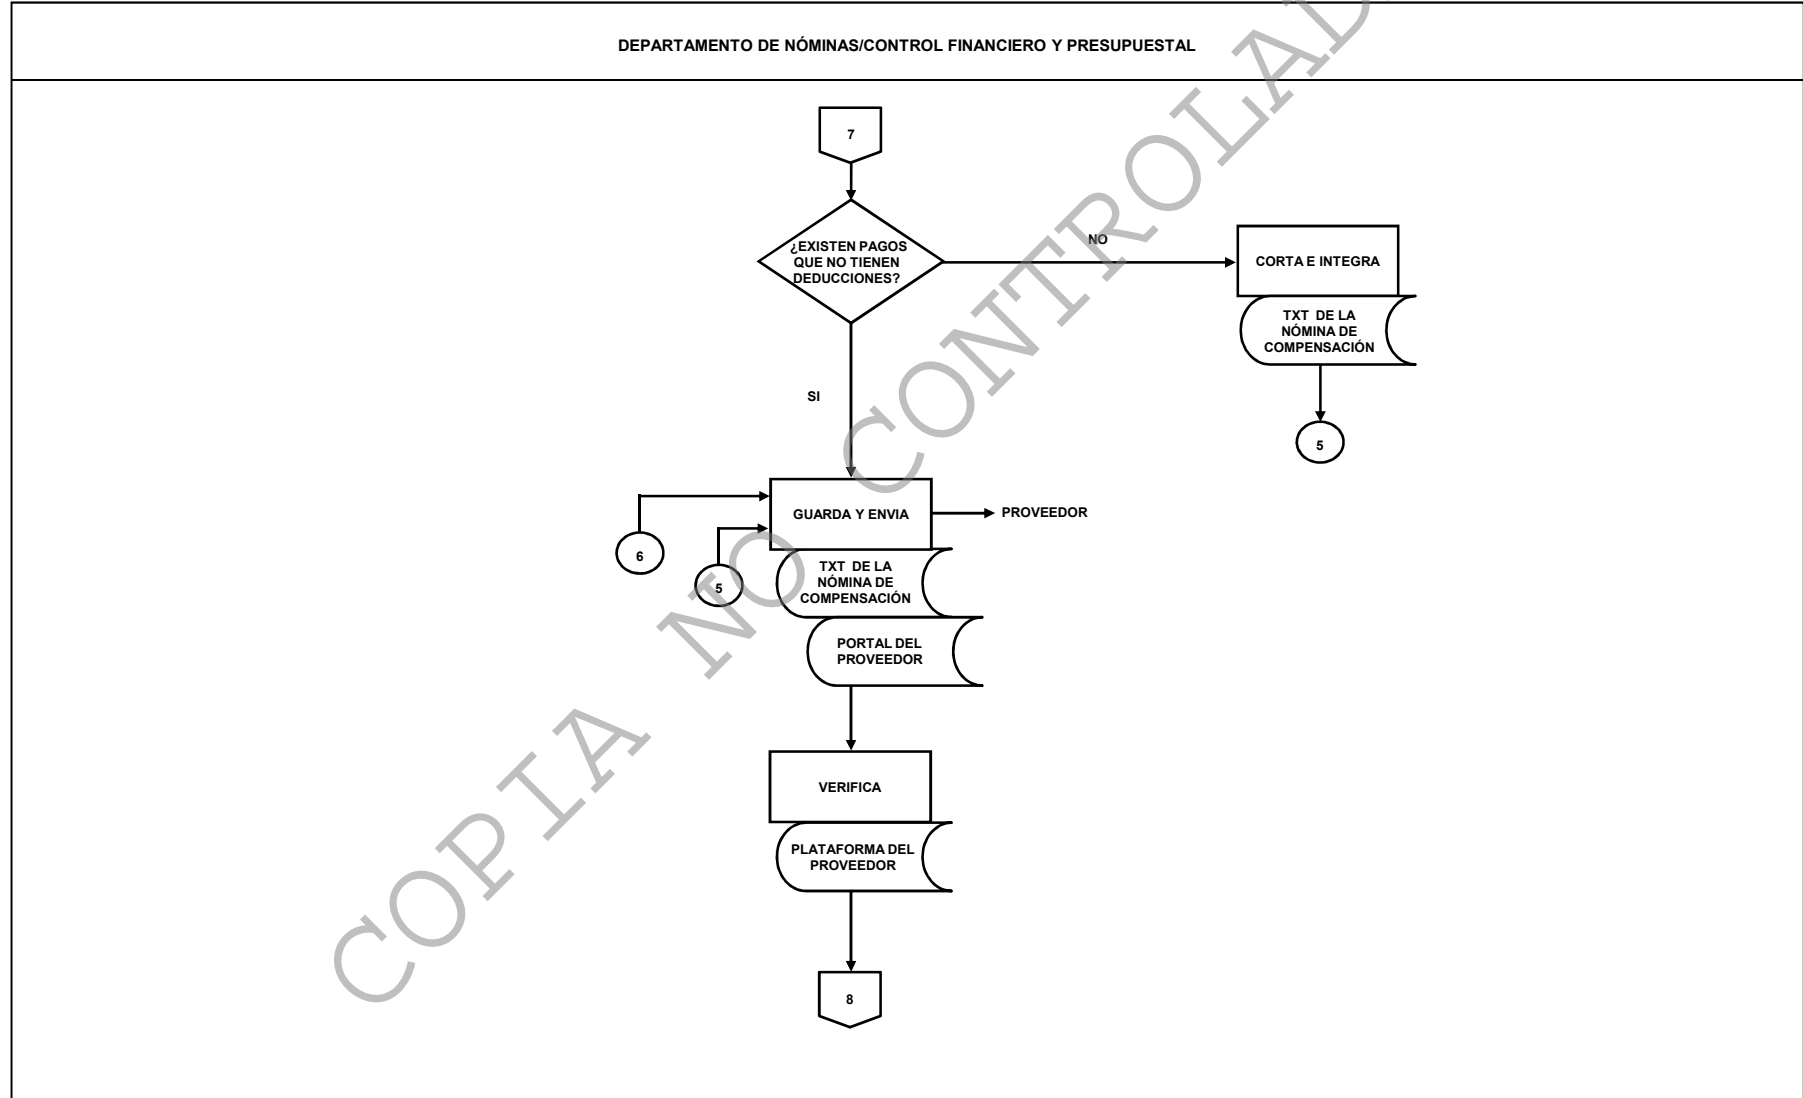 DEPARTAMENTO DE NÓMINAS/CONTROL FINANCIERO Y PRESUPUESTAL
7
¿EXISTEN PAGOS
QUE NO TIENEN
DEDUCCIONES?
NO
CORTA E INTEGRA
TXT DE LA
NÓMINA DE
COMPENSACIÓN
5
SI
GUARDA Y ENVIA
PROVEEDOR
6
5
TXT DE LA
NÓMINA DE
COMPENSACIÓN
PORTAL DEL
PROVEEDOR
VERIFICA
PLATAFORMA DEL
PROVEEDOR
8
COPIA NO CONTROLAD